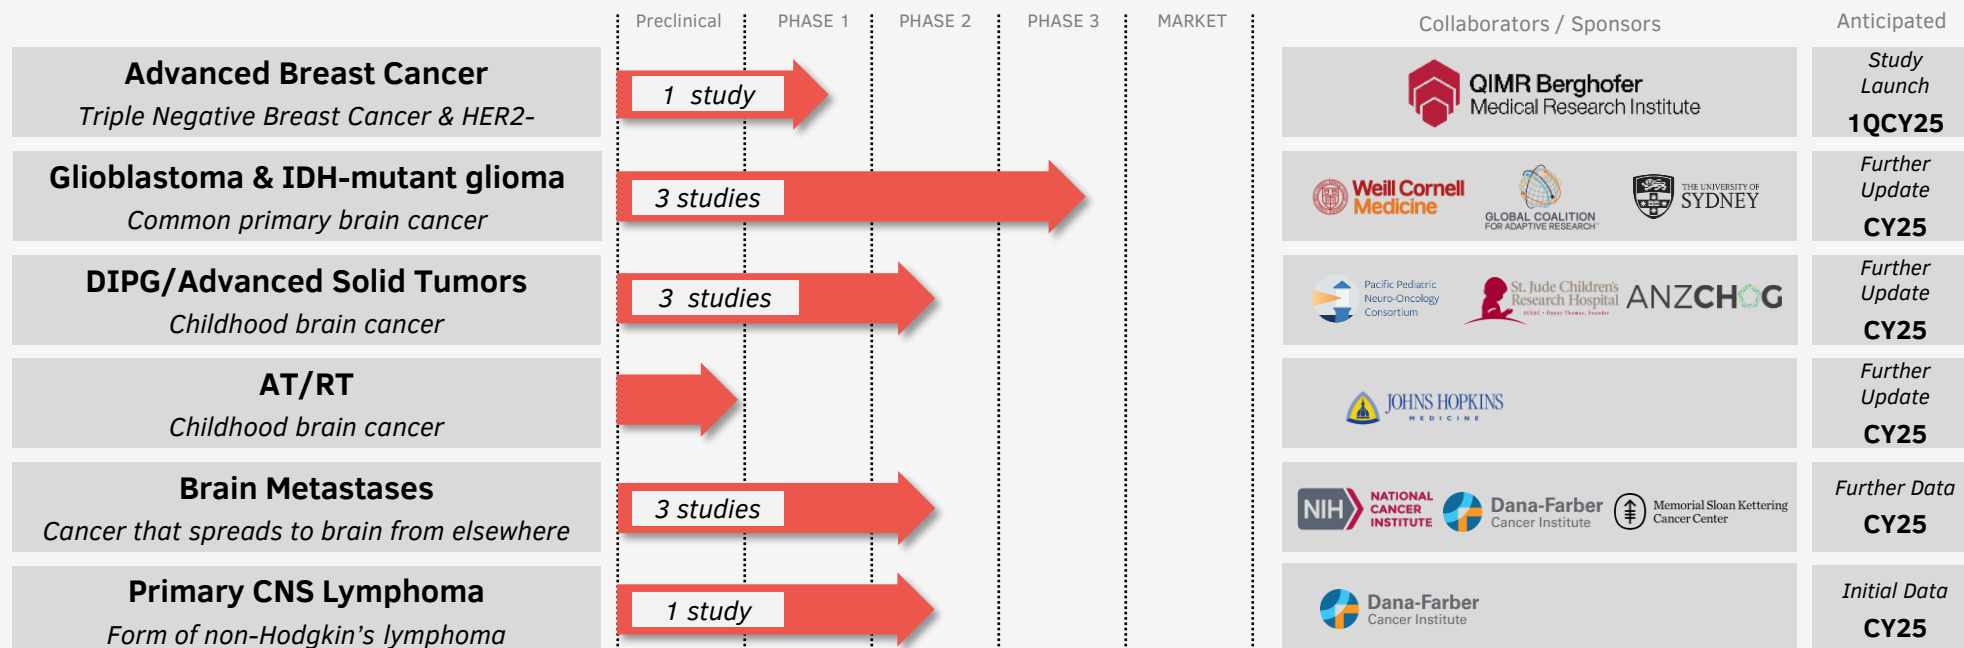 Preclinical PHASE 1 PHASE 2 PHASE 3 MARKET Collaborators / Sponsors Anticipated
Advanced Breast Cancer
Triple Negative Breast Cancer & HER2-
1 study
QIMR Berghofer
Medical Research Institute
Study
Launch
1QCY25
Glioblastoma & IDH-mutant glioma
Common primary brain cancer
3 studies
Weill Cornell
Medicine
GLOBAL COALITION
FOR ADAPTIVE RESEARCH
THE UNIVERSITY OF
SYDNEY
Further
Update
CY25
DIPG/Advanced Solid Tumors
Childhood brain cancer
3 studies
Pacific Pediatric
Neuro-Oncology
Consortium
St. Jude Children's
Research Hospital
ALSAC • Danny Thomas, Founder
ANZCHOG
Further
Update
CY25
AT/RT
Childhood brain cancer
JOHNS HOPKINS
MEDICINE
Further
Update
CY25
Brain Metastases
Cancer that spreads to brain from elsewhere
3 studies
NIH
NATIONAL
CANCER
INSTITUTE
Dana-Farber
Cancer Institute
Memorial Sloan Kettering
Cancer Center
Further Data
CY25
Primary CNS Lymphoma
Form of non-Hodgkin's lymphoma
1 study
Dana-Farber
Cancer Institute
Initial Data
CY25